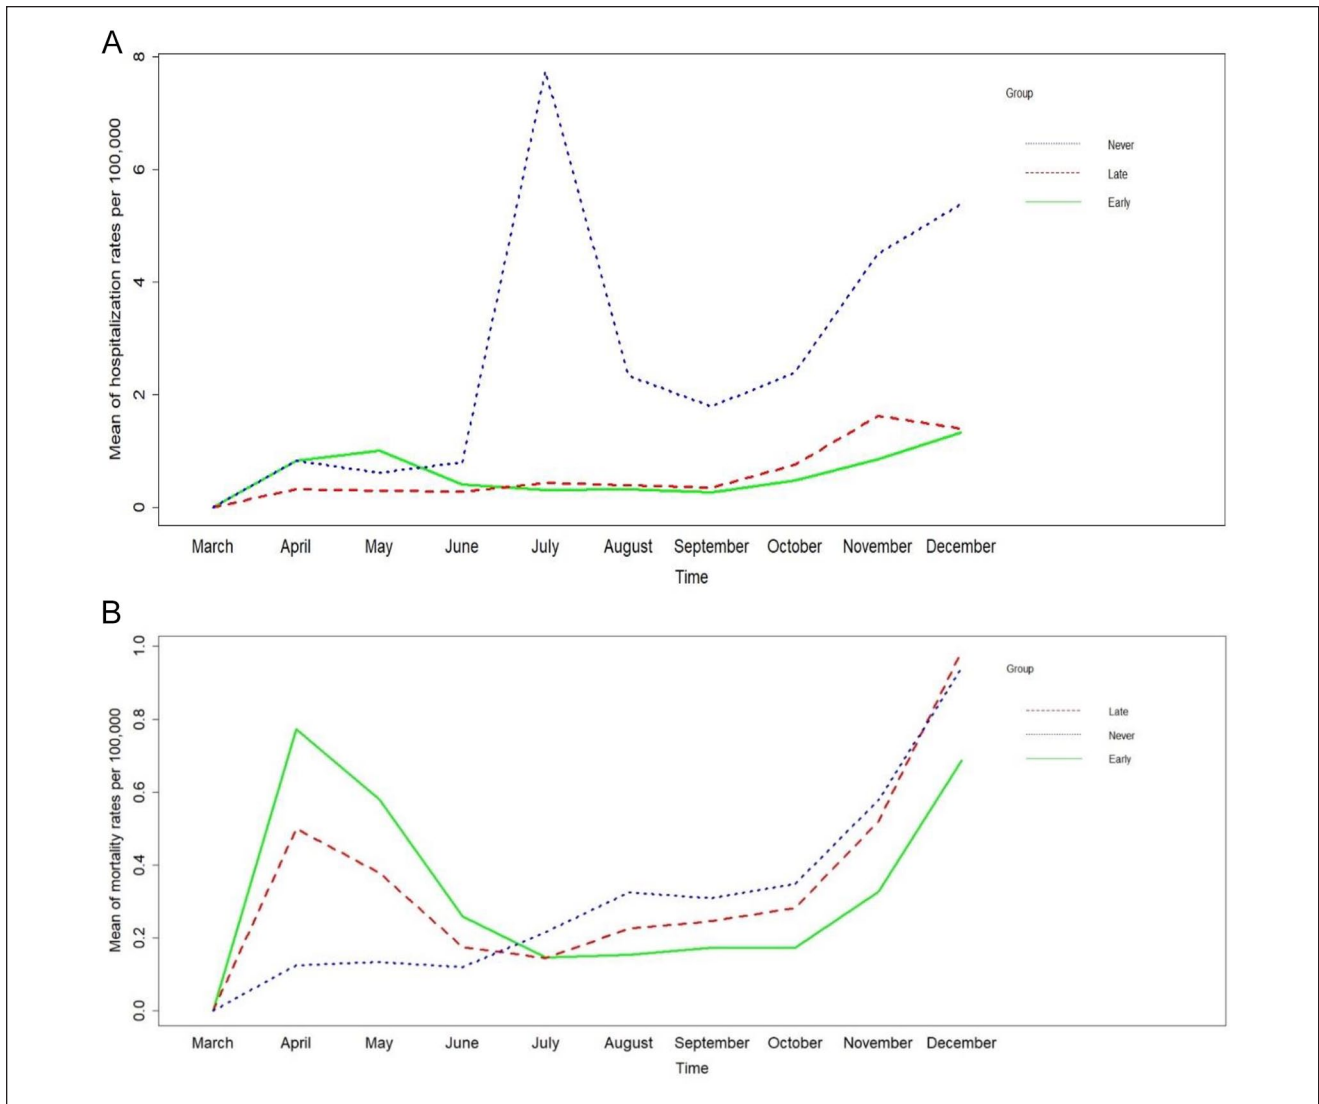 A
Mean of hospitalization rates per 100,000
8
6
4
2
0
Group
Never
Late
Early
March April May June July August September October November December
Time
B
Mean of mortality rates per 100,000
1.0
0.8
0.6
0.4
0.2
0.0
Group
Late
Never
Early
March April May June July August September October November December
Time